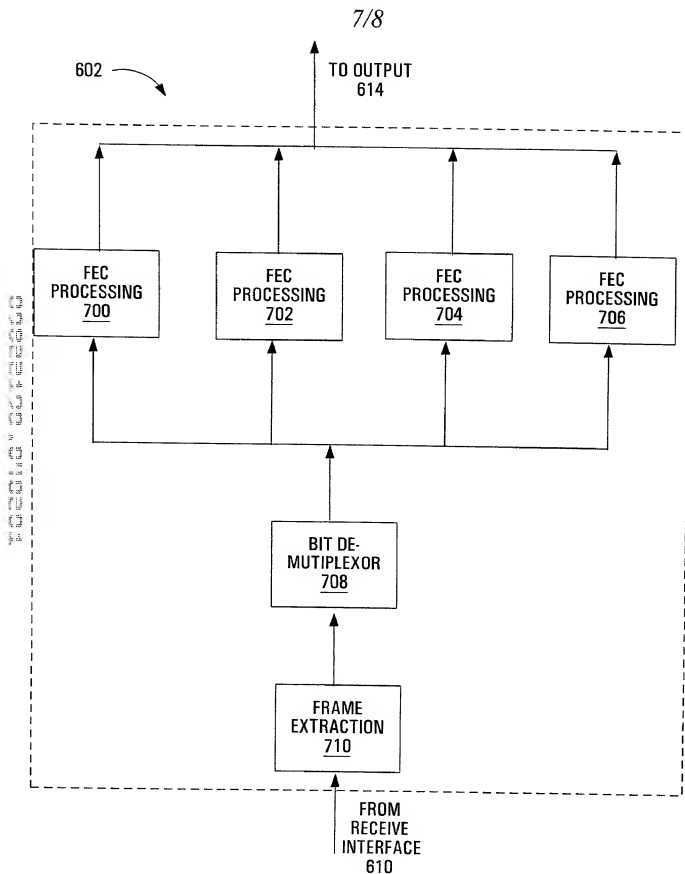 7/8
602
TO OUTPUT
614
FEC
PROCESSING
700
FEC
PROCESSING
702
FEC
PROCESSING
704
FEC
PROCESSING
706
BIT DE-
MUTIPLEXOR
708
FRAME
EXTRACTION
710
FROM
RECEIVE
INTERFACE
610